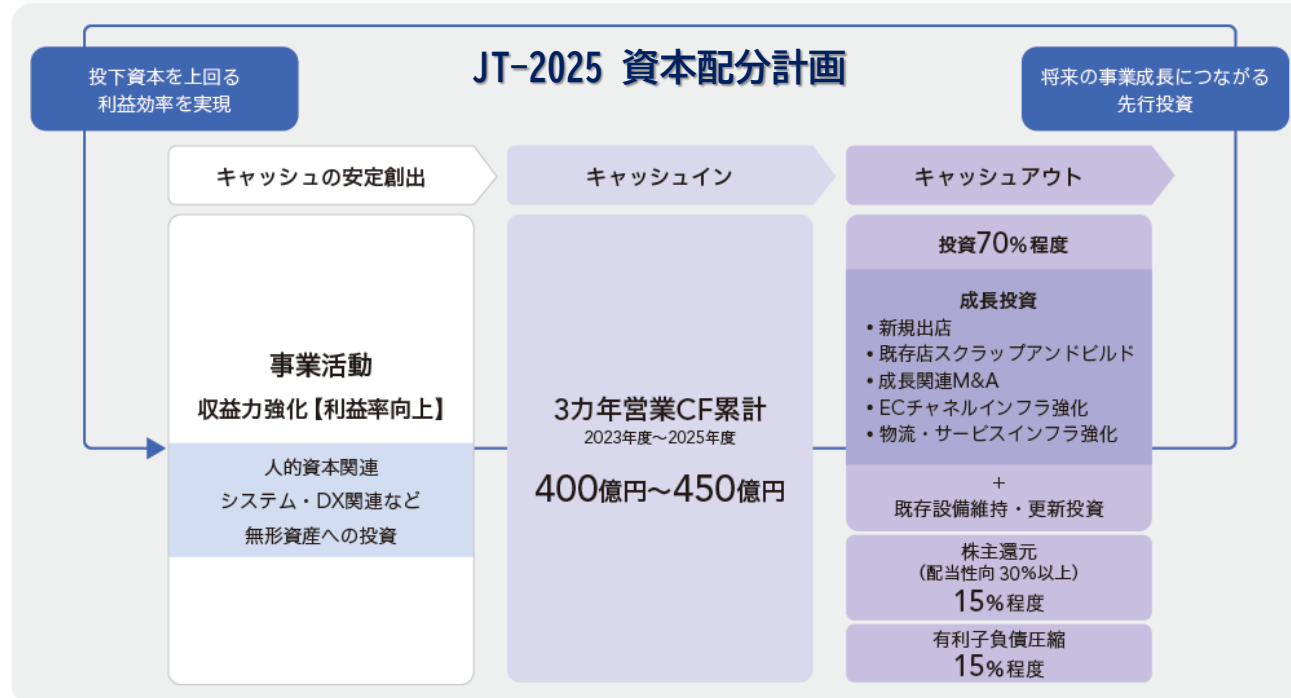 JT-2025 資本配分計画
投下資本を上回る
利益効率を実現
将来の事業成長につながる
先行投資
キャッシュの安定創出
キャッシュイン
キャッシュアウト
事業活動
収益力強化【利益率向上】
人的資本関連
システム・DX関連など
無形資産への投資
3カ年営業CF累計
2023年度～2025年度
400億円～450億円
投資70%程度
成長投資
• 新規出店
• 既存店スクラップアンドビルド
• 成長関連M&A
• ECチャネルインフラ強化
• 物流・サービスインフラ強化
+
既存設備維持・更新投資
株主還元
(配当性向 30%以上)
15%程度
有利子負債圧縮
15%程度